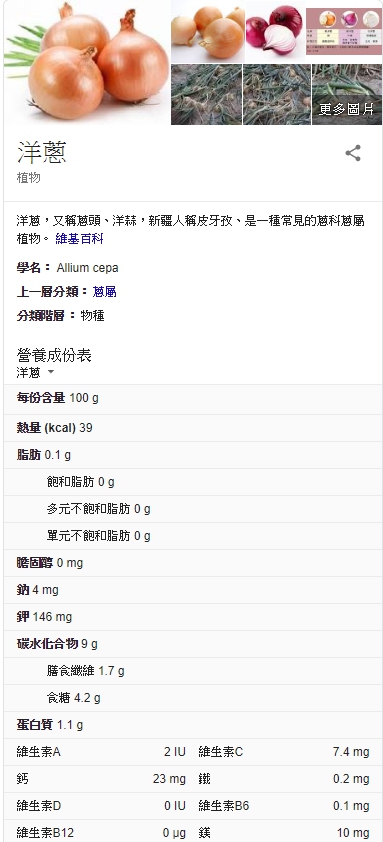 更多圖片
洋蔥
植物
洋蔥，又稱蔥頭、洋蒜，新疆人稱皮牙孜、是一種常見的蔥科蔥屬
植物。 維基百科
學名： Allium cepa
上一層分類： 蔥屬
分類階層： 物種
營養成份表
洋蔥
每份含量 100 g
熱量 (kcal) 39
脂肪 0.1 g
飽和脂肪 0 g
多元不飽和脂肪 0 g
單元不飽和脂肪 0 g
膽固醇 0 mg
鈉 4 mg
鉀 146 mg
碳水化合物 9 g
膳食纖維 1.7 g
食糖 4.2 g
蛋白質 1.1 g
維生素A 2 IU 維生素C 7.4 mg
鈣 23 mg 鐵 0.2 mg
維生素D 0 IU 維生素B6 0.1 mg
維生素B12 0 µg 鎂 10 mg